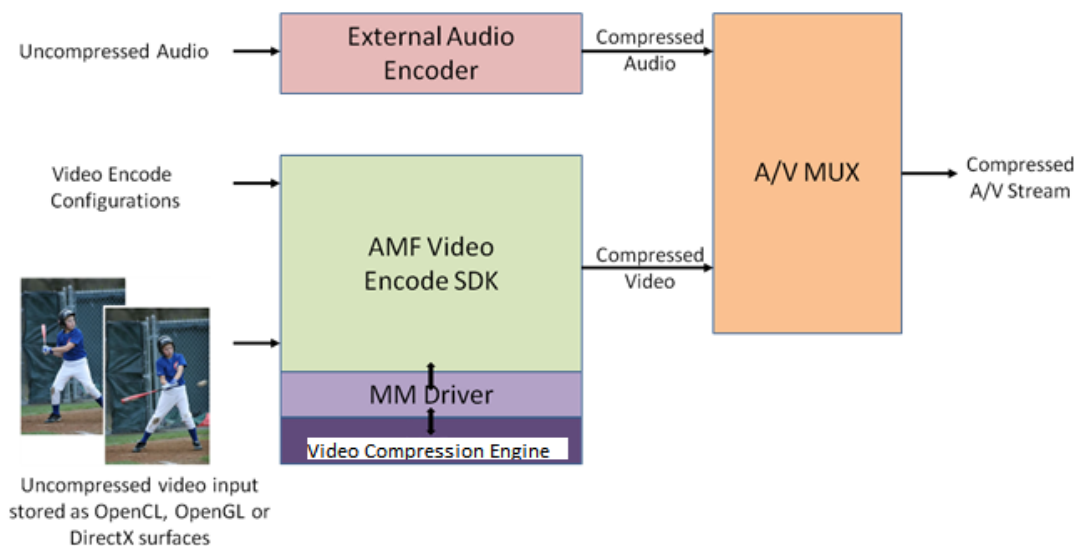 Uncompressed Audio
External Audio
Encoder
Compressed
Audio
Video Encode
Configurations
AMF Video
Encode SDK
Compressed
Video
A/V MUX
Compressed
A/V Stream
MM Driver
Video Compression Engine
Uncompressed video input
stored as OpenCL, OpenGL or
DirectX surfaces